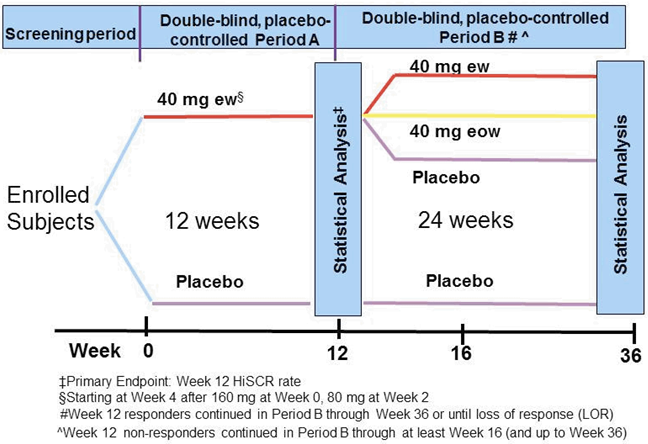 Screening period
Double-blind, placebo-
controlled Period A
Double-blind, placebo-controlled
Period B # ^
40 mg ew§
40 mg ew
40 mg eow
Placebo
Enrolled
Subjects
12 weeks
Statistical Analysis‡
24 weeks
Statistical Analysis
Placebo
Placebo
Week 0 12 16 36
‡Primary Endpoint: Week 12 HiSCR rate
§Starting at Week 4 after 160 mg at Week 0, 80 mg at Week 2
#Week 12 responders continued in Period B through Week 36 or until loss of response (LOR)
^Week 12 non-responders continued in Period B through at least Week 16 (and up to Week 36)